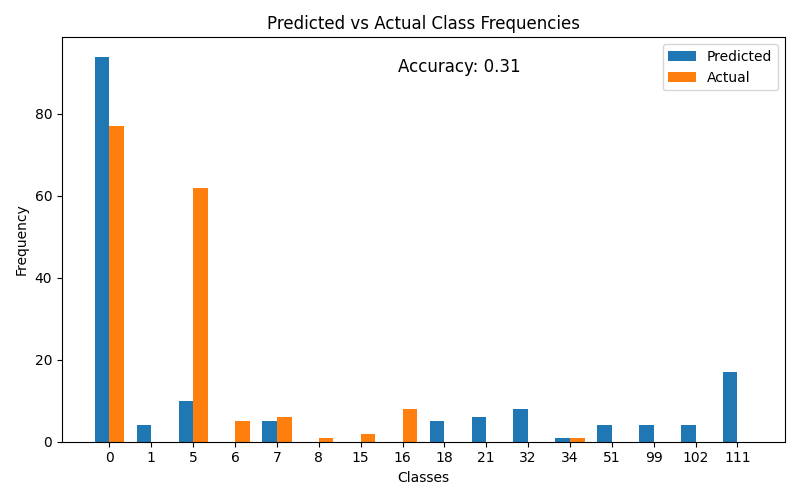 Predicted vs Actual Class Frequencies
Accuracy: 0.31
Predicted
Actual
80
60
40
20
0
Frequency
0 1 5 6 7 8 15 16 18 21 32 34 51 99 102 111
Classes